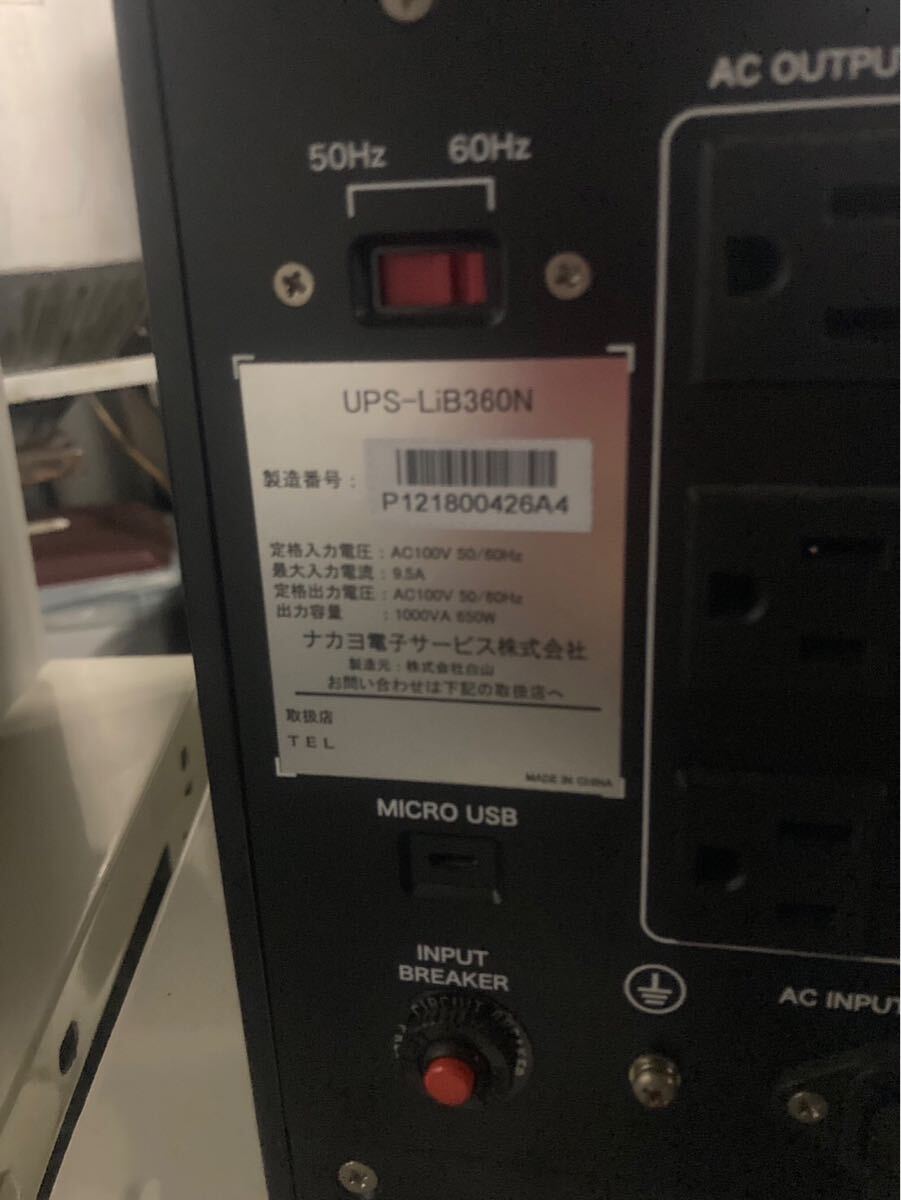 AC OUTPU
50Hz 60Hz
UPS-LiB360N
製造番号：
P121800426A4
定格入力電圧：AC100V 50/60Hz
最大入力電流：9.5A
定格出力電圧：AC100V 50/60Hz
出力容量　：1000VA 650W
ナカヨ電子サービス株式会社
製造元：株式会社白山
お問い合わせは下記の取扱店へ
取扱店
TEL
MADE IN CHINA
MICRO USB
INPUT
BREAKER
CIRCUIT BREAKER
AC INPUT